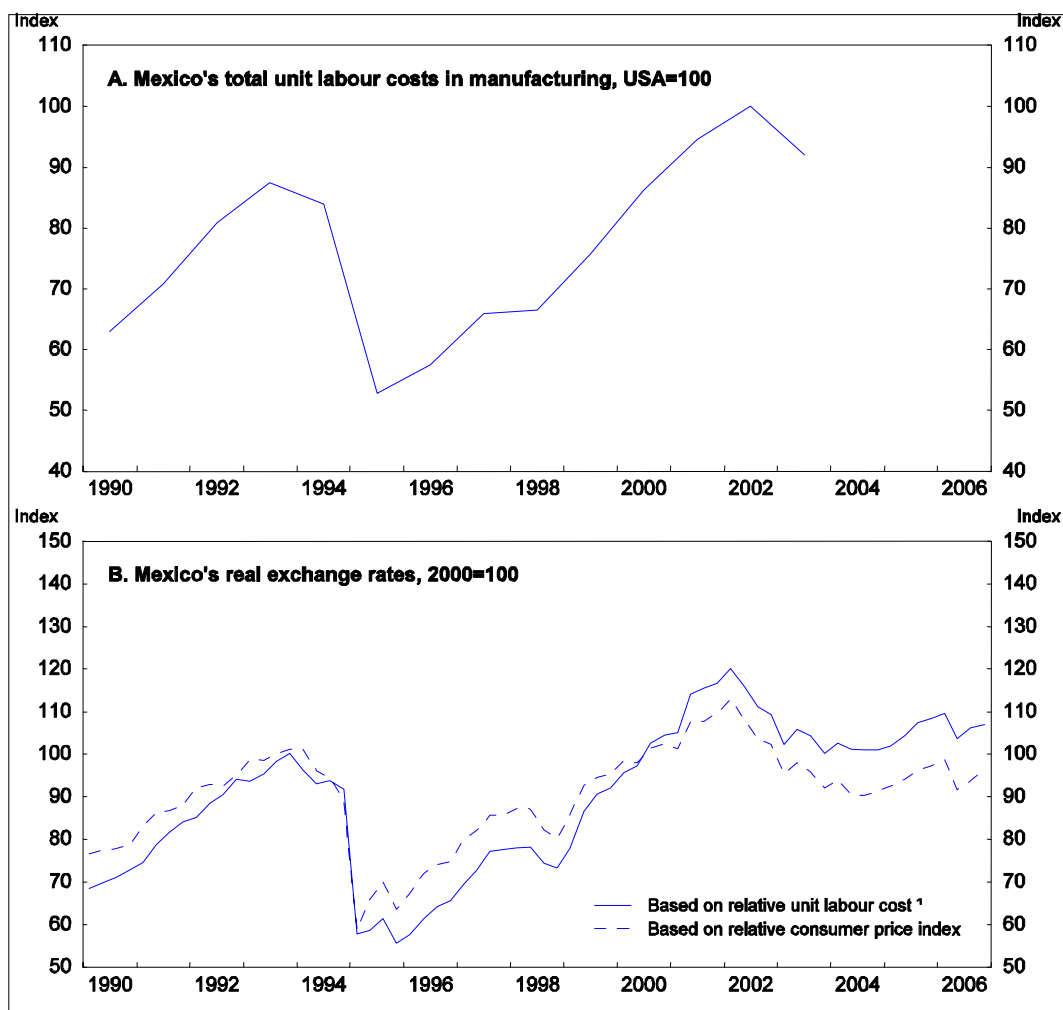 Index Index
110 110
A. Mexico's total unit labour costs in manufacturing, USA=100
100 100
90 90
80 80
70 70
60 60
50 50
40 40
1990 1992 1994 1996 1998 2000 2002 2004 2006
Index Index
150 150
B. Mexico's real exchange rates, 2000=100
140 140
130 130
120 120
110 110
100 100
90 90
80 80
70 70
Based on relative unit labour cost ¹
60 60
Based on relative consumer price index
50 50
1990 1992 1994 1996 1998 2000 2002 2004 2006